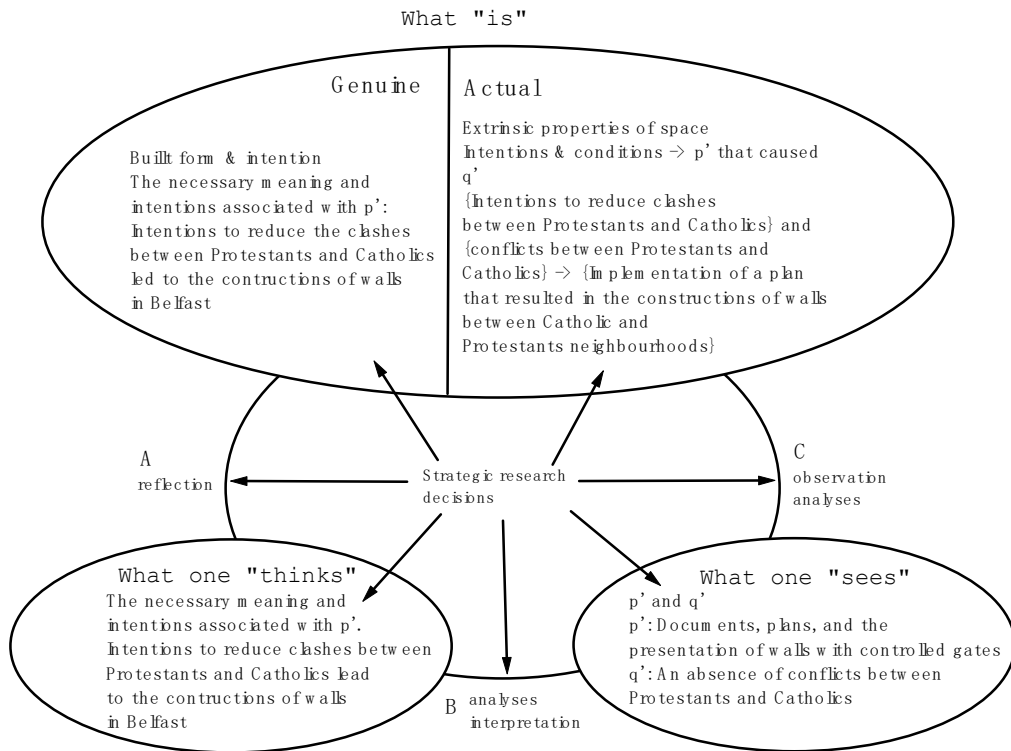 What "is"
Genuine
Built form & intention
The necessary meaning and
intentions associated with p':
Intentions to reduce the clashes
between Protestants and Catholics
led to the contructions of walls
in Belfast
Actual
Extrinsic properties of space
Intentions & conditions -> p' that caused
q'
{Intentions to reduce clashes
between Protestants and Catholics} and
{conflicts between Protestants and
Catholics} -> {Implementation of a plan
that resulted in the constructions of walls
between Catholic and
Protestants neighbourhoods}
A
reflection
Strategic research
decisions
C
observation
analyses
What one "thinks"
The necessary meaning and
intentions associated with p'.
Intentions to reduce clashes between
Protestants and Catholics lead
to the contructions of walls
in Belfast
B
analyses
interpretation
What one "sees"
p' and q'
p': Documents, plans, and the
presentation of walls with controlled gates
q': An absence of conflicts between
Protestants and Catholics